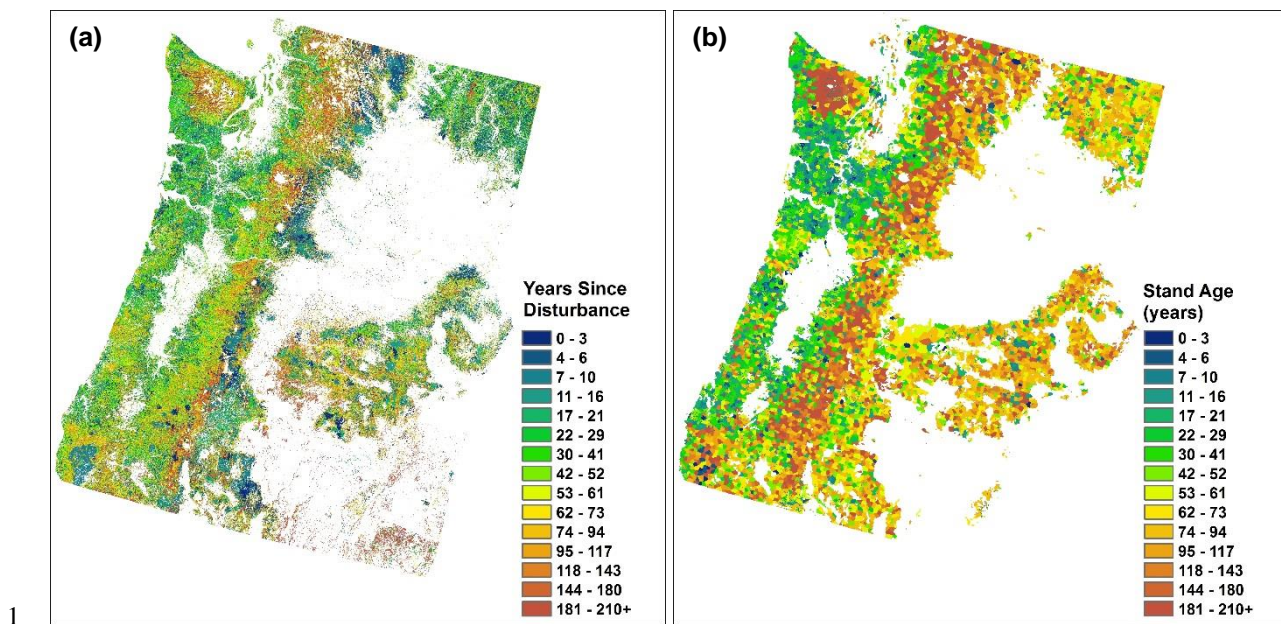 (a)
Years Since
Disturbance
0 - 3
4 - 6
7 - 10
11 - 16
17 - 21
22 - 29
30 - 41
42 - 52
53 - 61
62 - 73
74 - 94
95 - 117
118 - 143
144 - 180
181 - 210+
(b)
Stand Age
(years)
0 - 3
4 - 6
7 - 10
11 - 16
17 - 21
22 - 29
30 - 41
42 - 52
53 - 61
62 - 73
74 - 94
95 - 117
118 - 143
144 - 180
181 - 210+
1